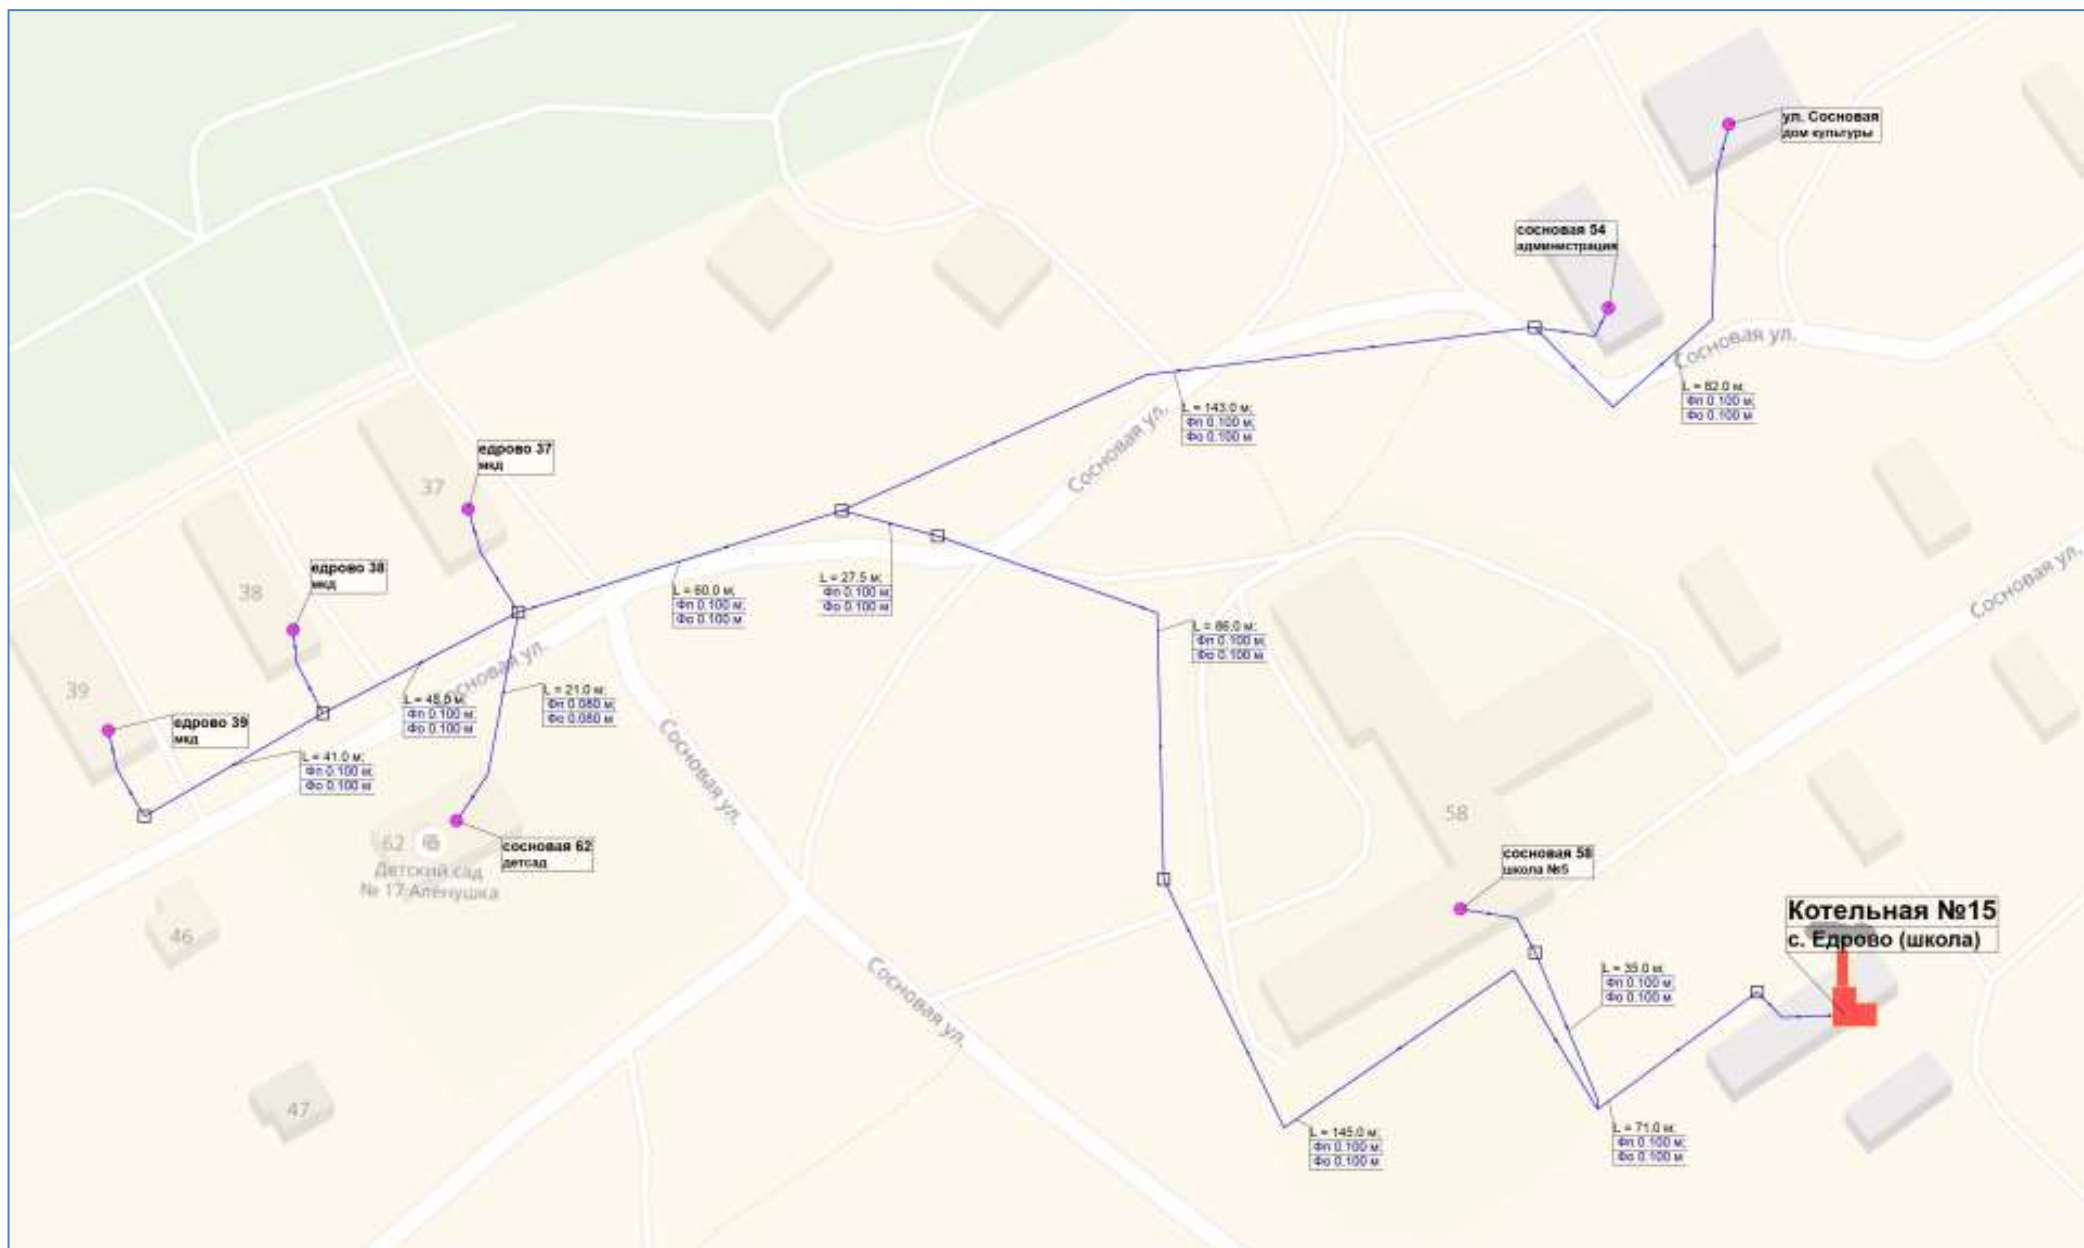 ул. Сосновая
дом культуры
сосновая 54
администрация
Сосновая ул.
L = 82.0 м;
Фп 0.100 м;
Фо 0.100 м
L = 143.0 м;
Фп 0.100 м;
Фо 0.100 м
Сосновая ул.
едрово 37
мкд
37
едрово 38
мкд
38
L = 60.0 м;
Фп 0.100 м;
Фо 0.100 м
L = 27.5 м;
Фп 0.100 м;
Фо 0.100 м
Сосновая ул.
L = 86.0 м;
Фп 0.100 м;
Фо 0.100 м
сосновая ул.
39
едрово 39
мкд
L = 48.0 м;
Фп 0.100 м;
Фо 0.100 м
L = 21.0 м;
Фп 0.080 м
Фо 0.080 м
L = 41.0 м;
Фп 0.100 м;
Фо 0.100 м
Сосновая ул.
62
Детский сад
№ 17 Алёнушка
сосновая 62
детсад
58
сосновая 58
школа №5
46
Котельная №15
с. Едрово (школа)
Сосновая ул.
L = 35.0 м;
Фп 0.100 м;
Фо 0.100 м
47
L = 145.0 м;
Фп 0.100 м;
Фо 0.100 м
L = 71.0 м;
Фп 0.100 м;
Фо 0.100 м